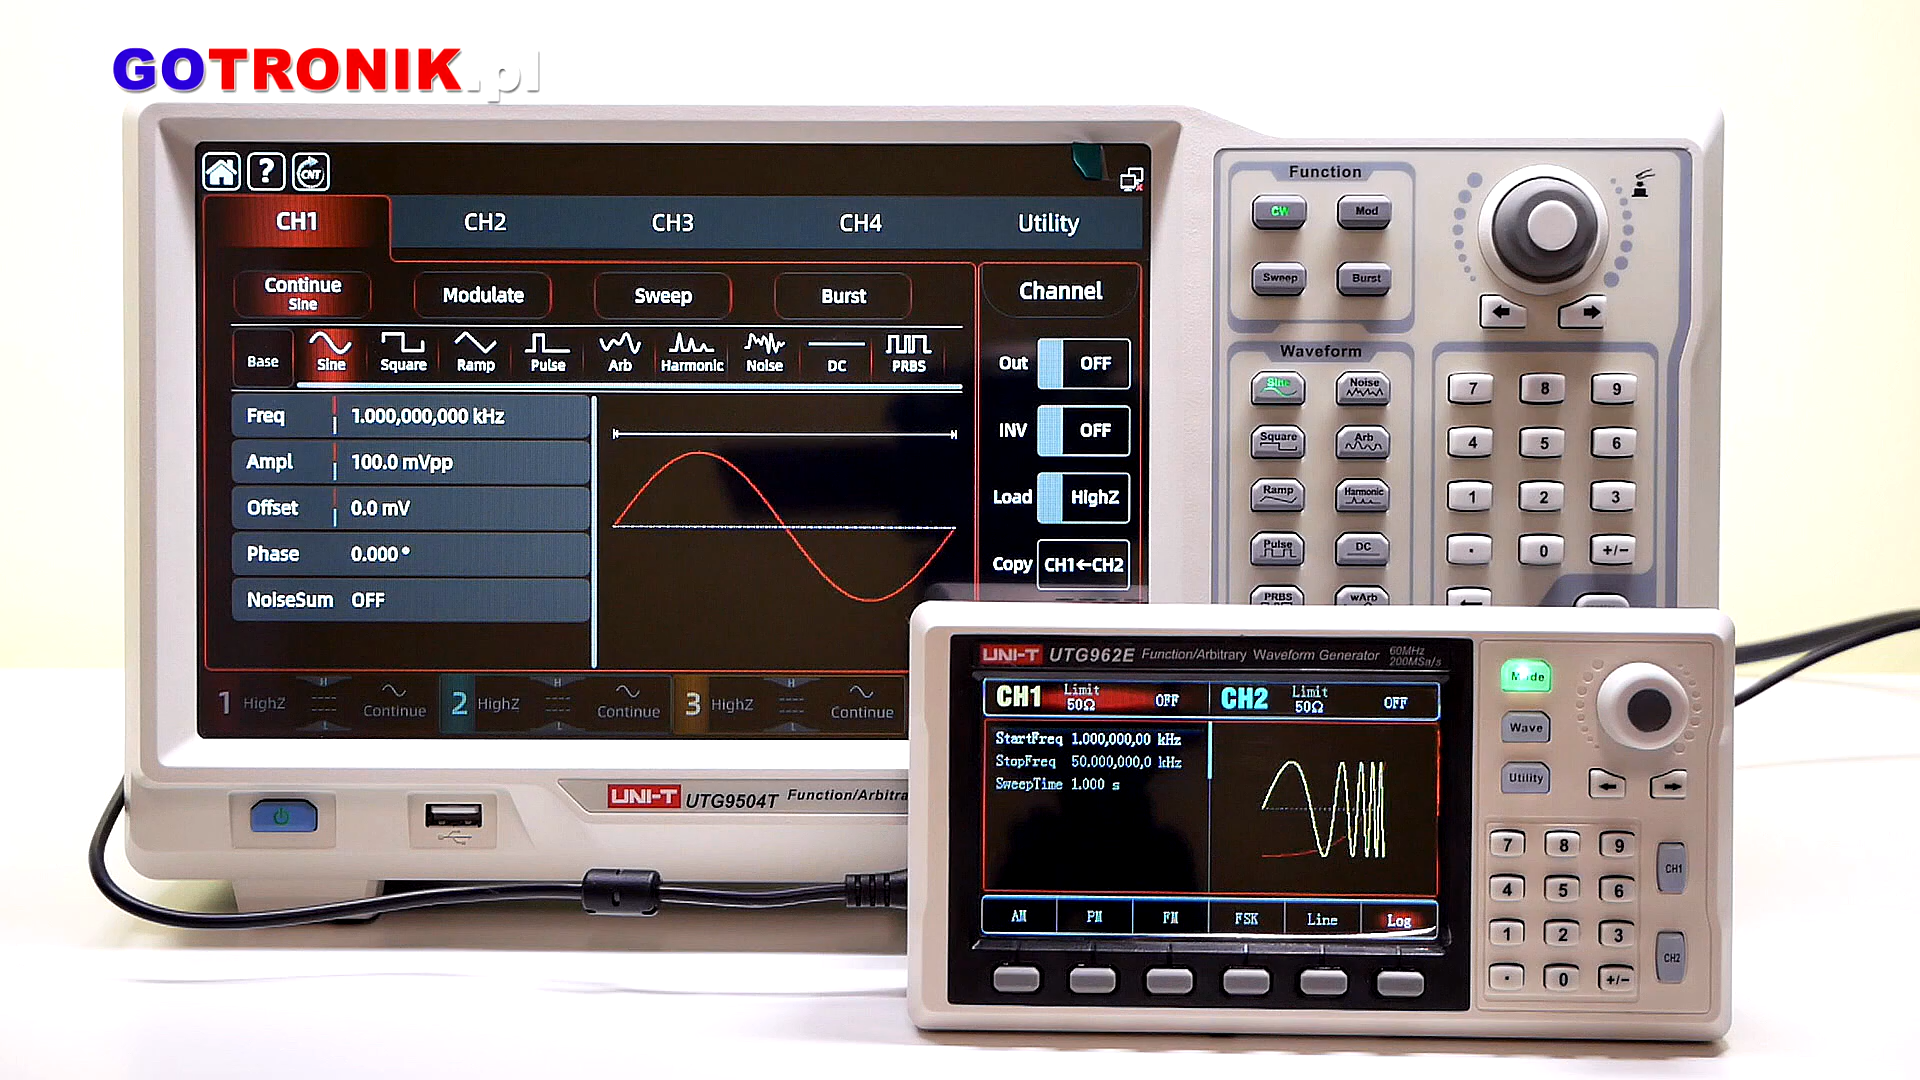 GOTRONIK.pl
? CNT
CH1 CH2 CH3 CH4 Utility
Continue
Sine
Modulate Sweep Burst Channel
Base Sine Square Ramp Pulse Arb Harmonic Noise DC PRBS
Out OFF
Freq 1.000,000,000 kHz
INV OFF
Ampl 100.0 mVpp
Load HighZ
Offset 0.0 mV
Phase 0.000 °
Copy CH1←CH2
NoiseSum OFF
1 HighZ H L Continue 2 HighZ H L Continue 3 HighZ H L Continue
UNI-T UTG9504T Function/Arbitra
Function
CW Mod
Sweep Burst
Waveform
Sine Noise
Square Arb
Ramp Harmonic
Pulse DC
PRBS wArb
7 8 9
4 5 6
1 2 3
. 0 +/-
UNI-T UTG962E Function/Arbitrary Waveform Generator 60MHz
200MSa/s
CH1 Limit
50Ω OFF
CH2 Limit
50Ω OFF
StartFreq 1.000,000,00 kHz
StopFreq 50.000,000,0 kHz
SweepTime 1.000 s
AM PM FM FSK Line Log
Mode
Wave
Utility
7 8 9
4 5 6
1 2 3
. 0 +/-
CH1
CH2